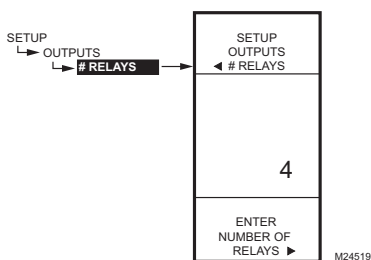 SETUP
OUTPUTS
# RELAYS
SETUP
OUTPUTS
◄ # RELAYS
4
ENTER
NUMBER OF
RELAYS ►
M24519